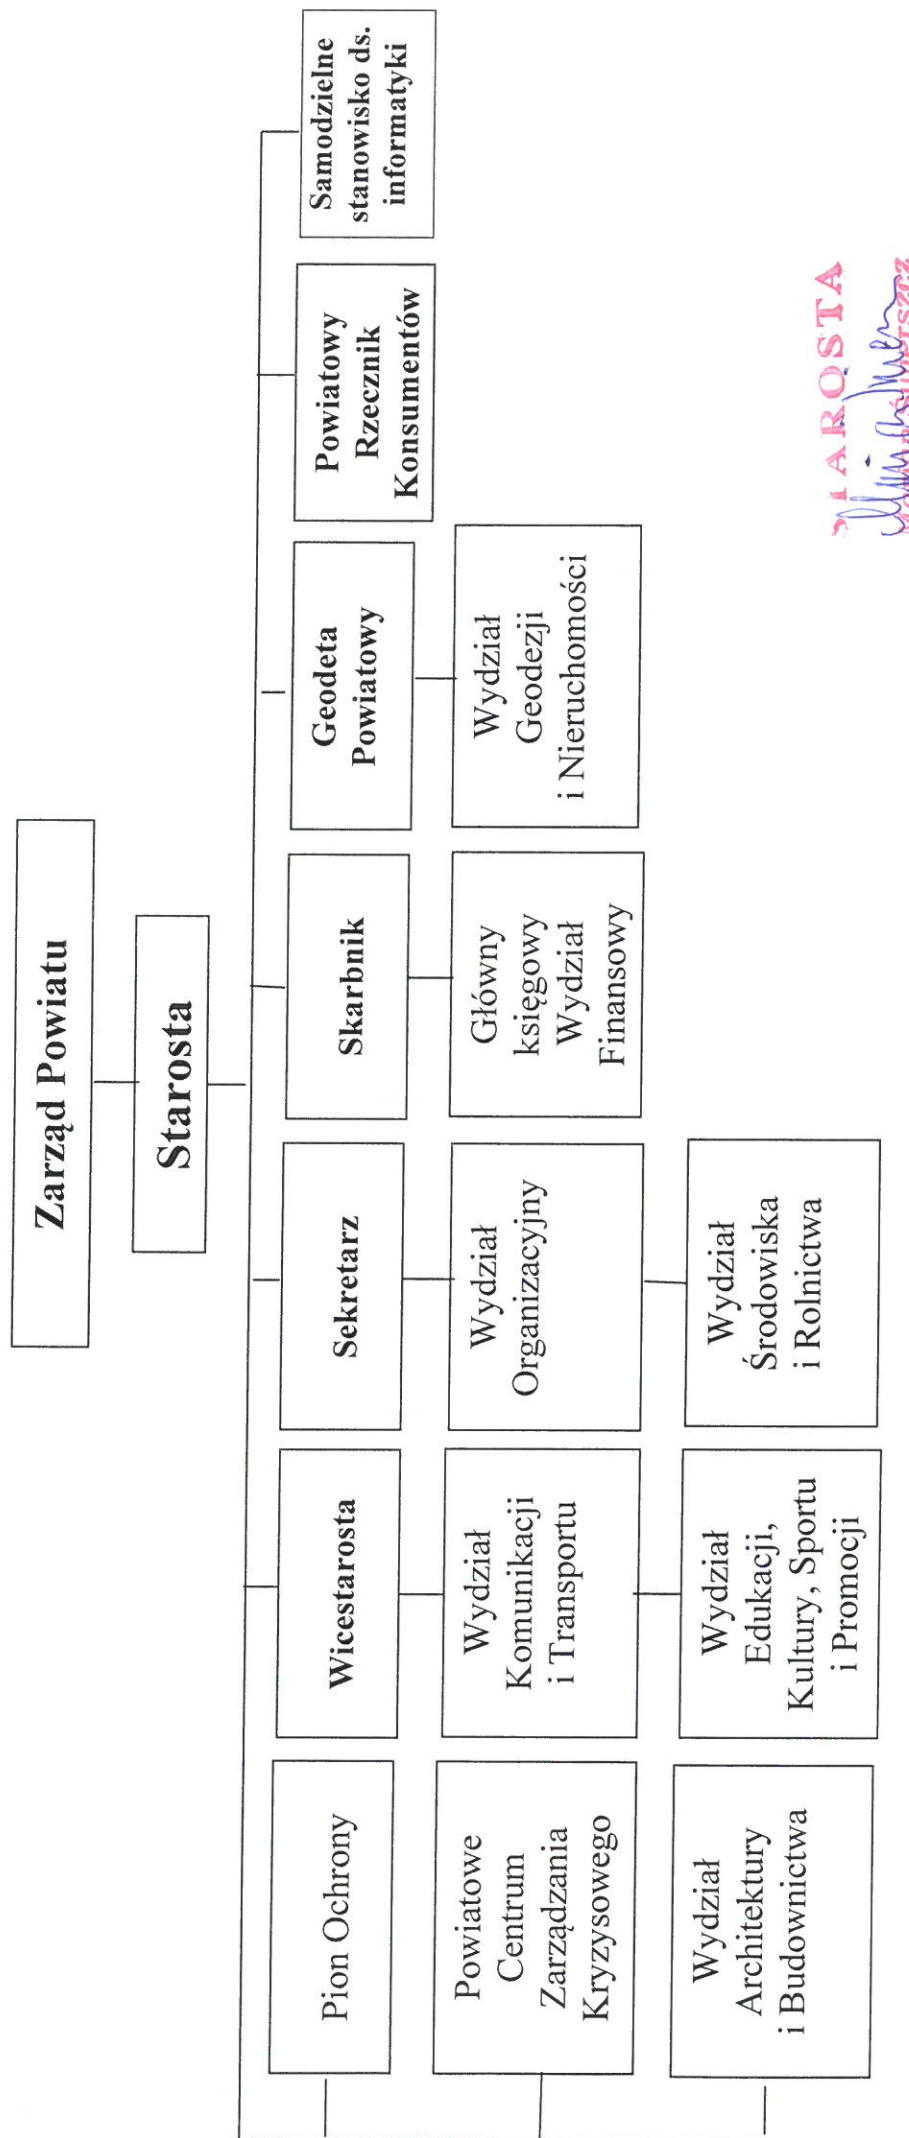 Zarząd Powiatu
Starosta
Pion Ochrony
Wicestarosta
Sekretarz
Skarbnik
Geodeta
Powiatowy
Powiatowy
Rzecznik
Konsumentów
Samodzielne
stanowisko ds.
informatyki
Powiatowe
Centrum
Zarządzania
Kryzysowego
Wydział
Komunikacji
i Transportu
Wydział
Organizacyjny
Główny
księgowy
Wydział
Finansowy
Wydział
Geodezji
i Nieruchomości
Wydział
Architektury
i Budownictwa
Wydział
Edukacji,
Kultury, Sportu
i Promocji
Wydział
Środowiska
i Rolnictwa
STAROSTA